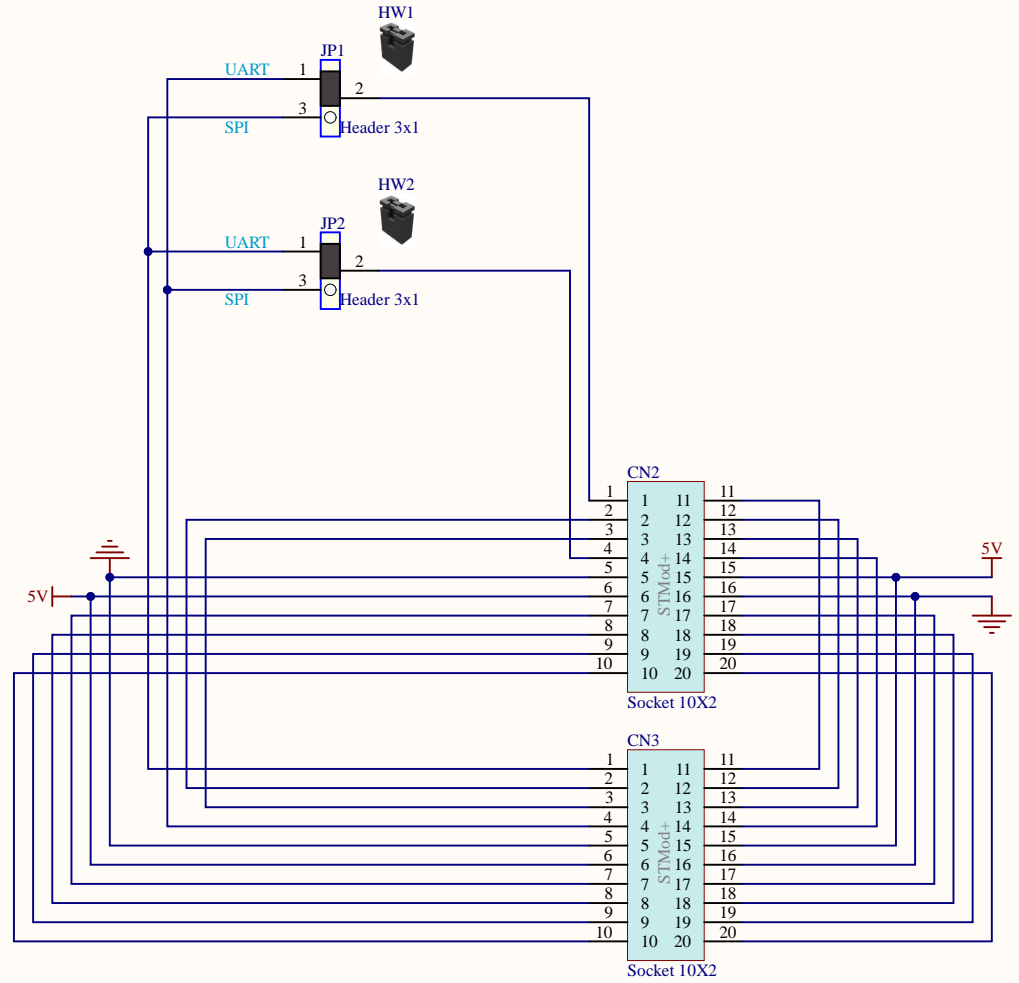 HW1
JP1
UART 1
2
3
SPI
Header 3x1
HW2
JP2
UART 1
2
3
SPI
Header 3x1
CN2
1 1 11 11
2 2 12 12
3 3 13 13
4 4 14 14
5 5 15 15
6 6 16 16
7 7 17 17
8 8 18 18
9 9 19 19
10 10 20 20
STMod+
5V
5V
Socket 10X2
CN3
1 1 11 11
2 2 12 12
3 3 13 13
4 4 14 14
5 5 15 15
6 6 16 16
7 7 17 17
8 8 18 18
9 9 19 19
10 10 20 20
STMod+
Socket 10X2